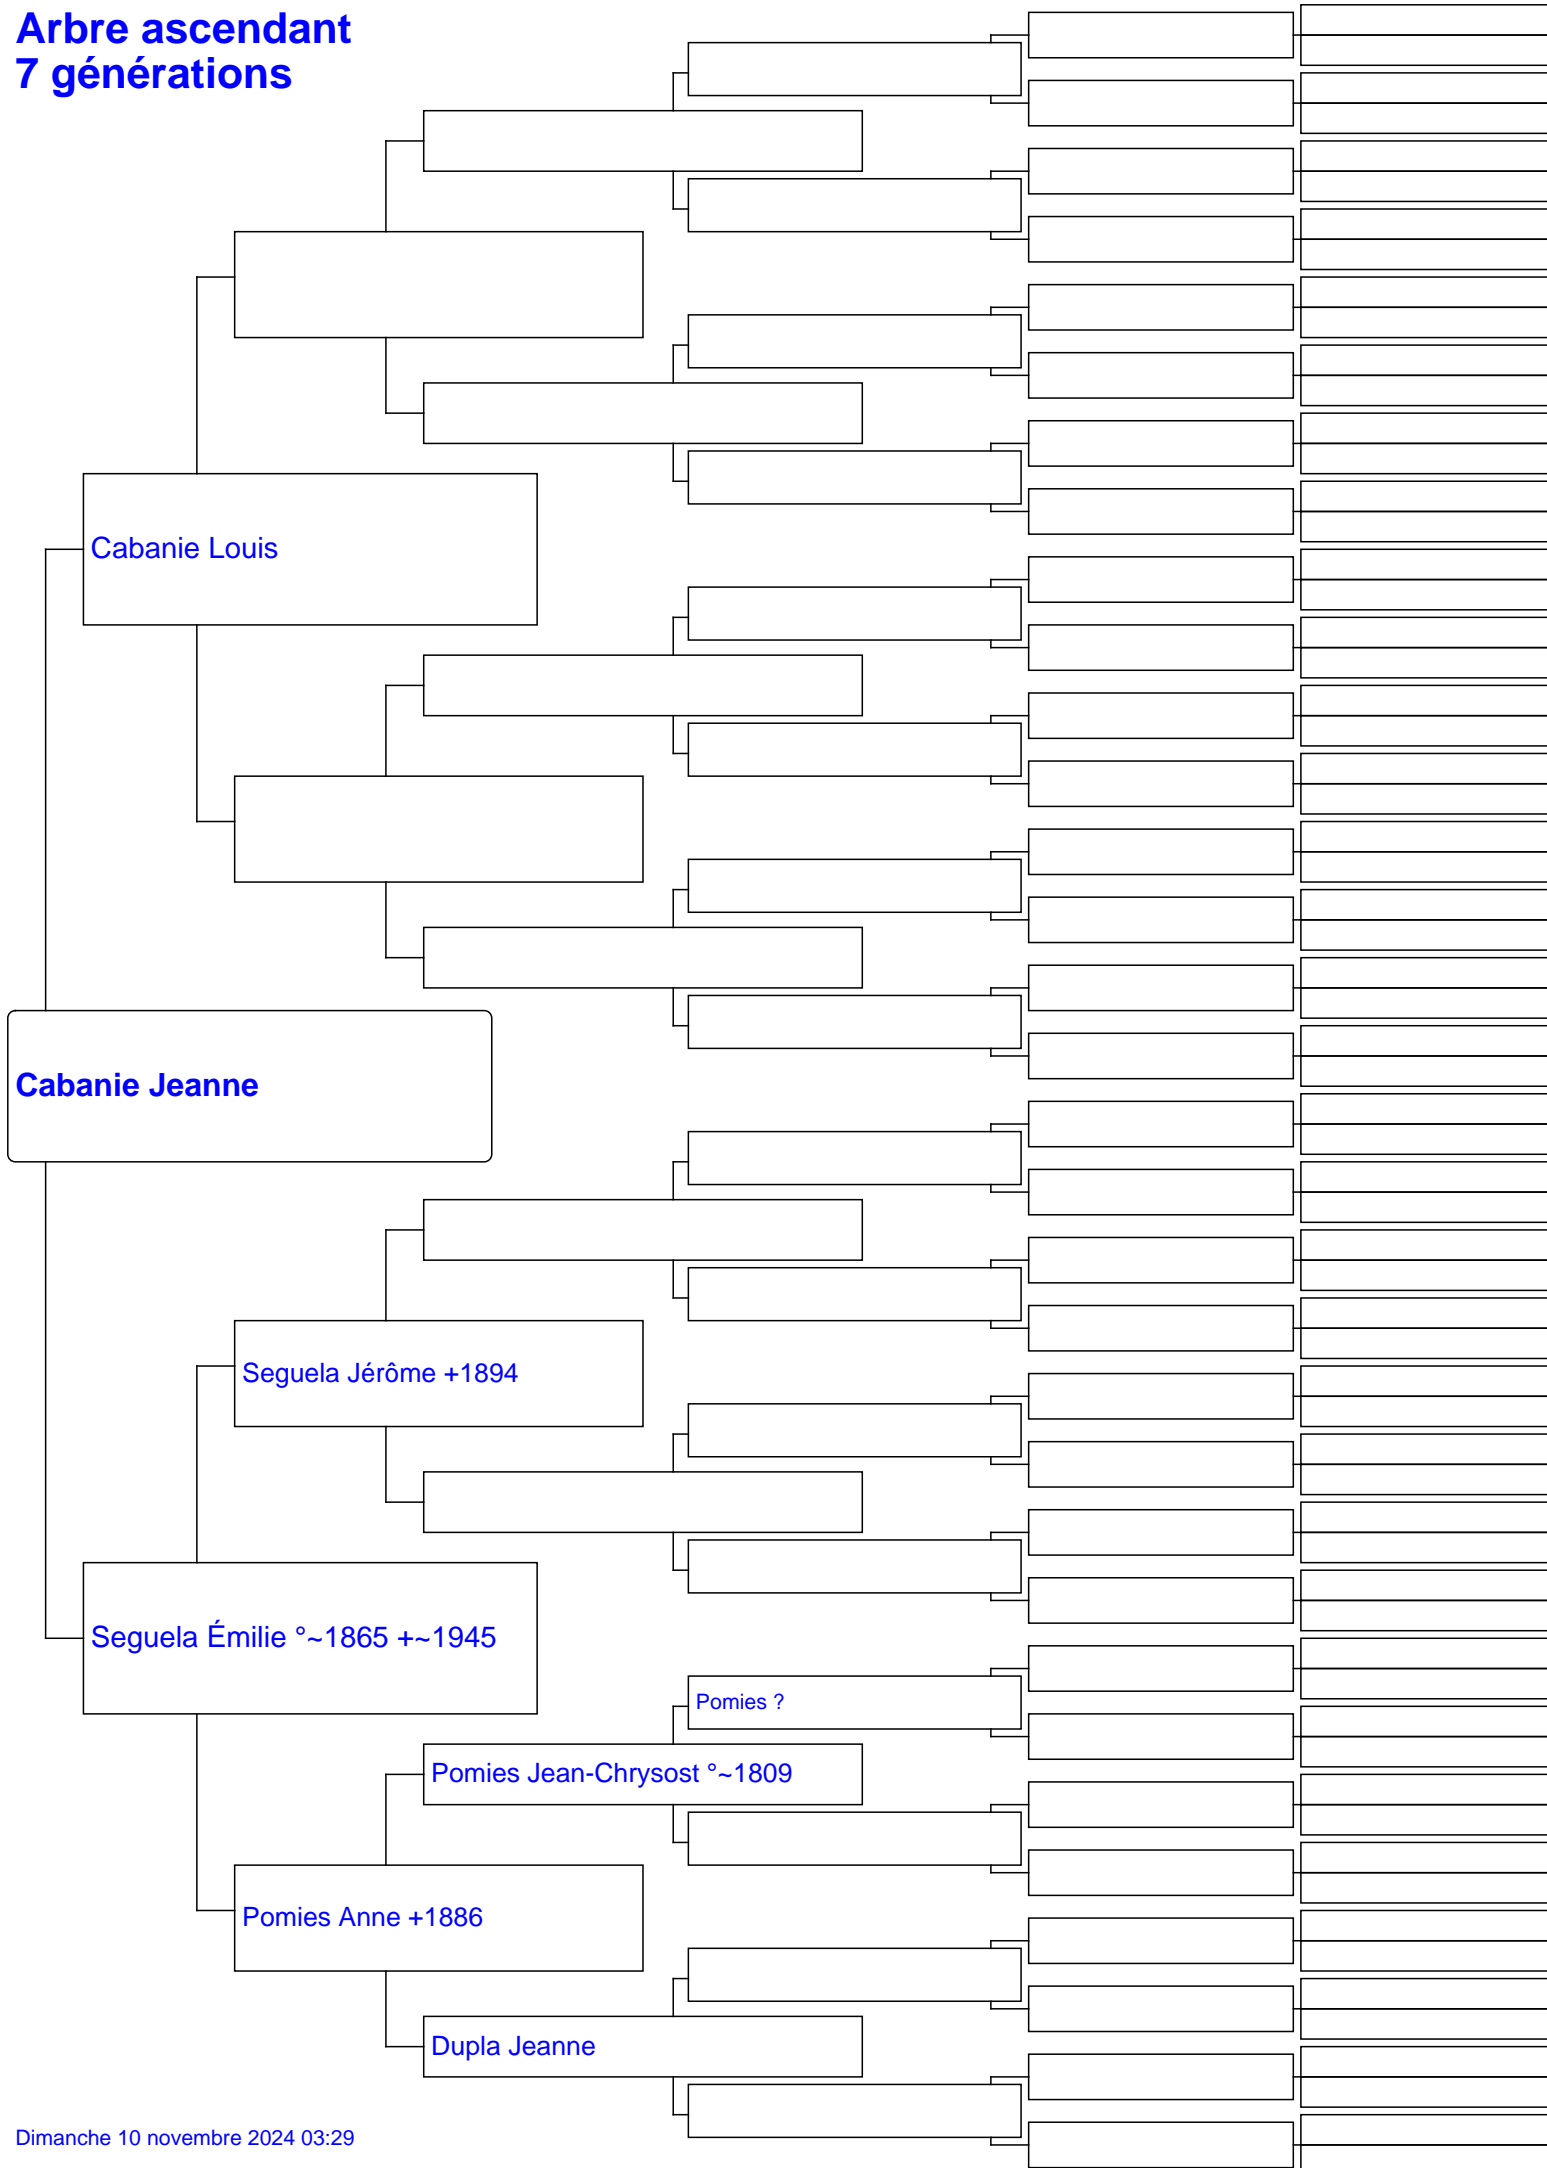 Arbre ascendant
7 générations
Cabanie Louis
Cabanie Jeanne
Seguela Jérôme +1894
Seguela Émilie °~1865 +~1945
Pomies ?
Pomies Jean-Chrysost °~1809
Pomies Anne +1886
Dupla Jeanne
Dimanche 10 novembre 2024 03:29